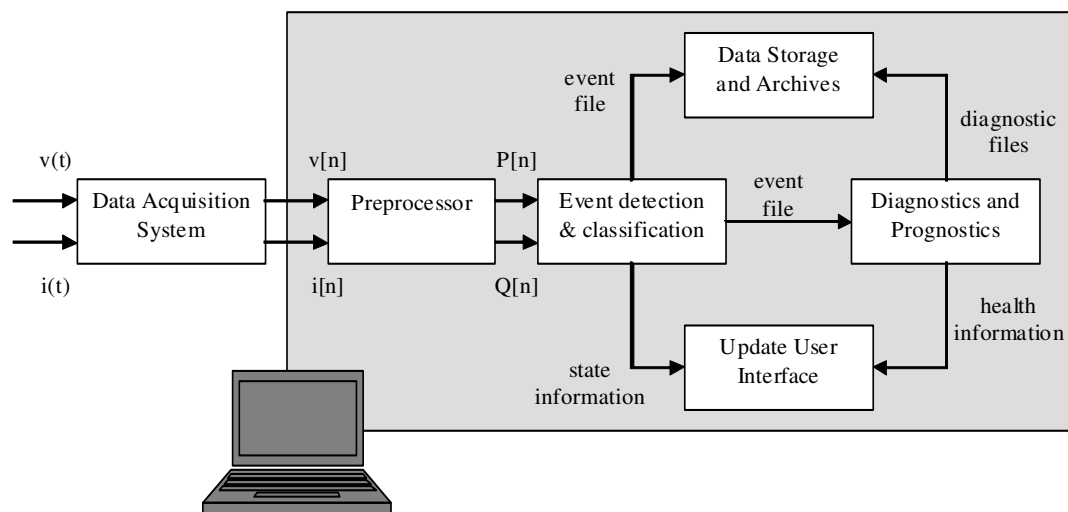 Data Storage
and Archives
event
file
diagnostic
files
v(t)
v[n]
P[n]
Data Acquisition
System
Preprocessor
Event detection
& classification
event
file
Diagnostics and
Prognostics
i(t)
i[n]
Q[n]
health
information
Update User
Interface
state
information